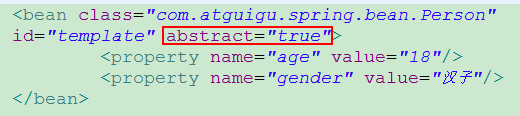 <bean class="com.atguigu.spring.bean.Person"
id="template" abstract="true">
<property name="age" value="18"/>
<property name="gender" value="汉子"/>
</bean>